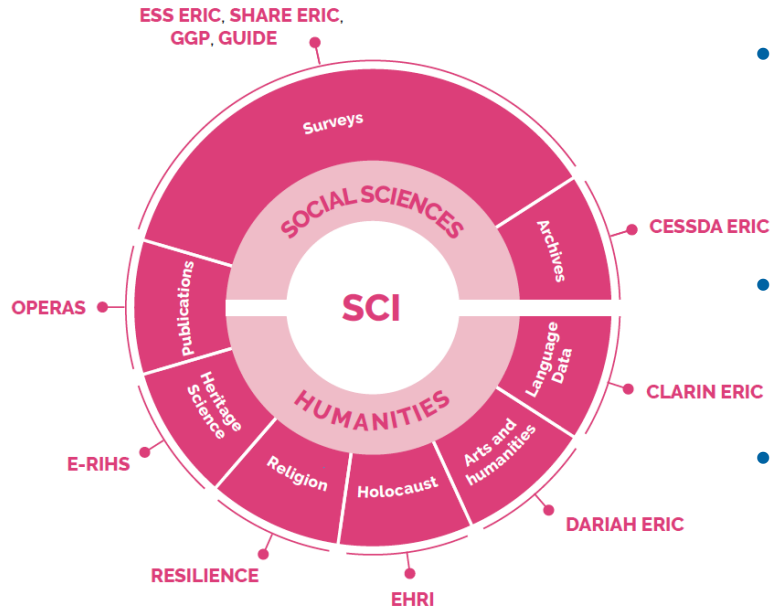 ESS ERIC, SHARE ERIC,
GGP, GUIDE
Surveys
SOCIAL SCIENCES
Archives
CESSDA ERIC
OPERAS
Publications
SCI
Language
Data
CLARIN ERIC
HUMANITIES
Heritage
Science
E-RIHS
Religion
RESILIENCE
Holocaust
EHRI
Arts and
humanities
DARIAH ERIC